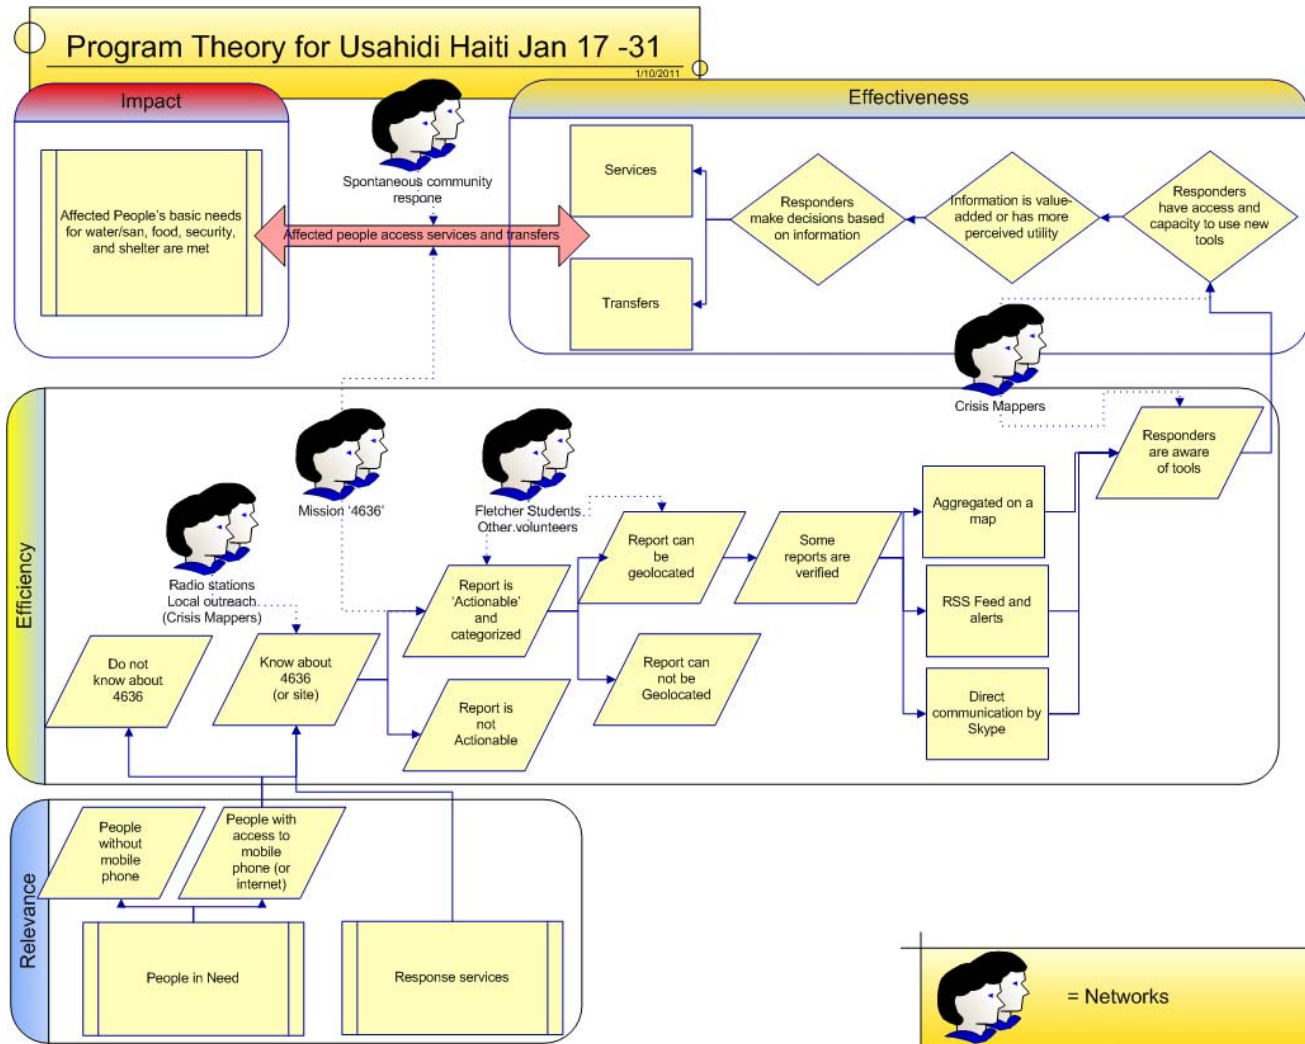 Program Theory for Usahidi Haiti Jan 17 -31
1/10/2011
Impact
Effectiveness
Spontaneous community
respone
Affected People's basic needs
for water/san, food, security,
and shelter are met
Affected people access services and transfers
Services
Transfers
Responders
make decisions based
on information
Information is value-
added or has more
perceived utility
Responders
have access and
capacity to use new
tools
Crisis Mappers
Efficiency
Radio stations
Local outreach
(Crisis Mappers)
Mission '4636'
Fletcher Students
Other volunteers
Do not
know about
4636
Know about
4636
(or site)
Report is
'Actionable'
and
categorized
Report is
not
Actionable
Report can
be
geolocated
Report can
not be
Geolocated
Some
reports are
verified
Aggregated on a
map
RSS Feed and
alerts
Direct
communication by
Skype
Responders
are aware
of tools
Relevance
People
without
mobile
phone
People with
access to
mobile
phone (or
internet)
People in Need
Response services
= Networks